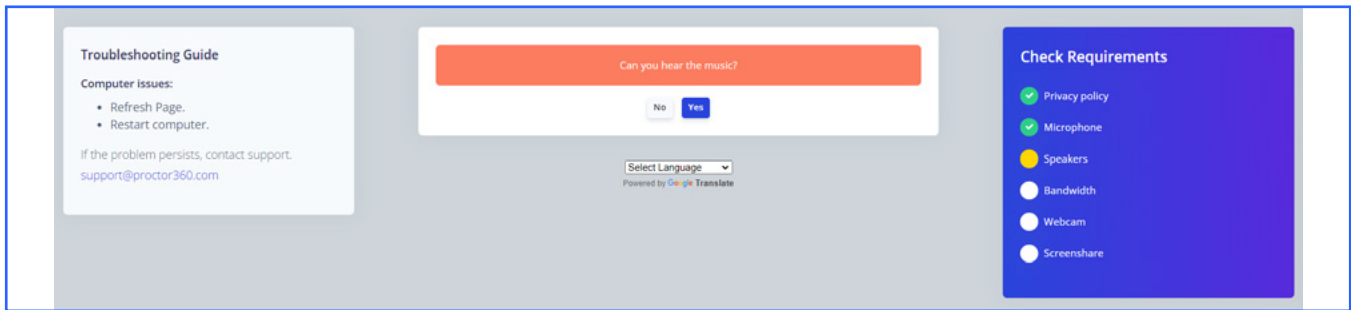 Troubleshooting Guide
Computer issues:
• Refresh Page.
• Restart computer.
If the problem persists, contact support.
support@proctor360.com
Can you hear the music?
No Yes
Select Language
Powered by Google Translate
Check Requirements
Privacy policy
Microphone
Speakers
Bandwidth
Webcam
Screenshare